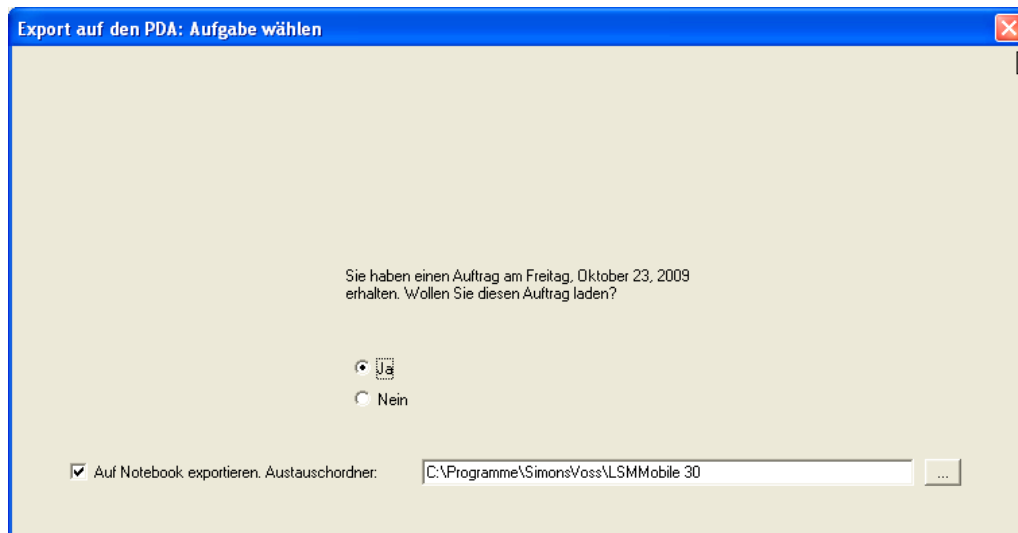 Export auf den PDA: Aufgabe wählen
Sie haben einen Auftrag am Freitag, Oktober 23, 2009
erhalten. Wollen Sie diesen Auftrag laden?
Ja
Nein
Auf Notebook exportieren. Austauschordner: C:\Programme\SimonsVoss\LSMMobile 30 ...